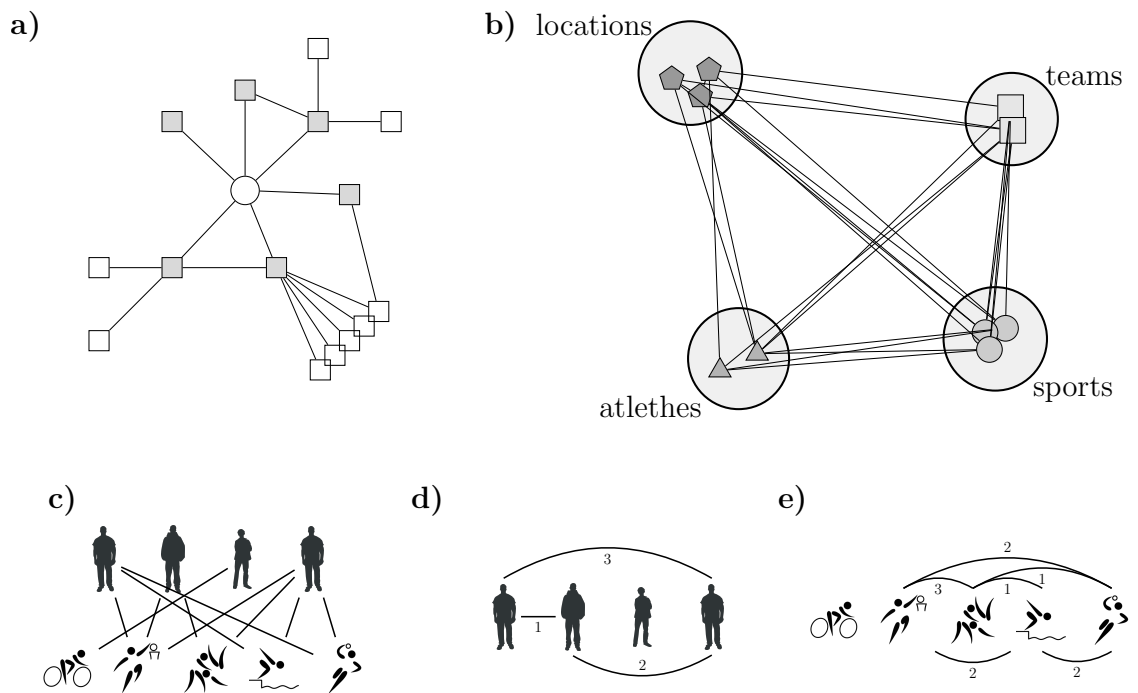 a)
b) locations
teams
atlethes
sports
c)
d)
e)
3
1
2
2
3
1
1
2
2